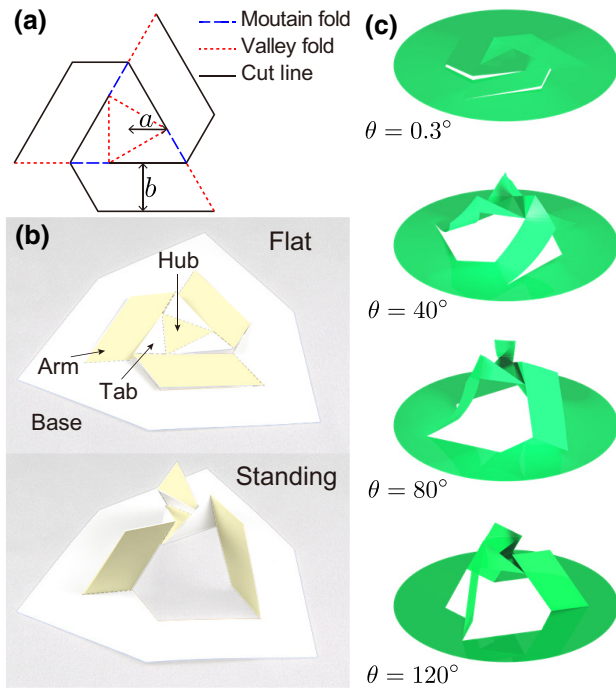 (a)
Moutain fold
Valley fold
Cut line
a
b
(b)
Flat
Hub
Arm
Tab
Base
Standing
(c)
θ = 0.3°
θ = 40°
θ = 80°
θ = 120°